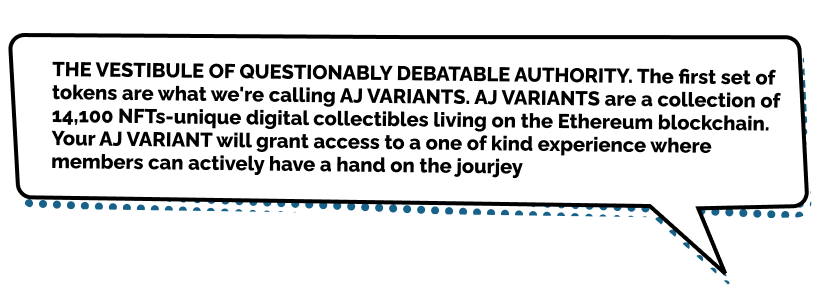 THE VESTIBULE OF QUESTIONABLY DEBATABLE AUTHORITY. The first set of
tokens are what we're calling AJ VARIANTS. AJ VARIANTS are a collection of
14,100 NFTs-unique digital collectibles living on the Ethereum blockchain.
Your AJ VARIANT will grant access to a one of kind experience where
members can actively have a hand on the jourjey